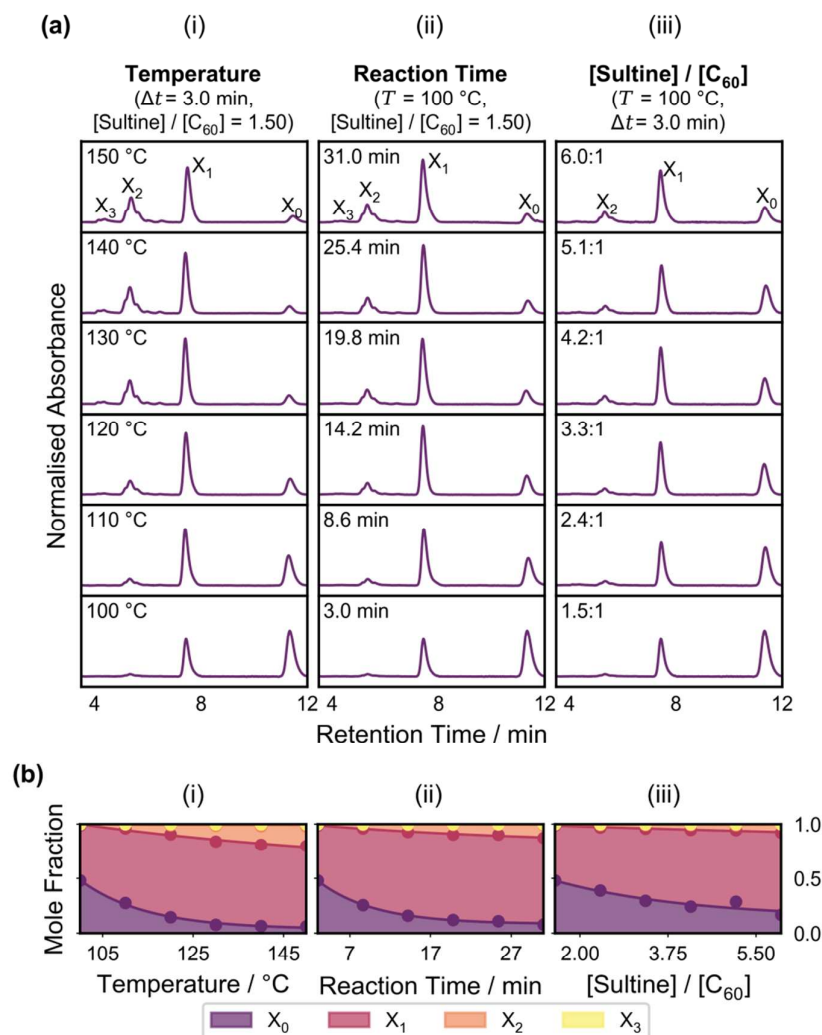 (a)
(i)
(ii)
(iii)
Temperature
(Δt = 3.0 min,
[Sultine] / [C₆₀] = 1.50)
Reaction Time
(T = 100 °C,
[Sultine] / [C₆₀] = 1.50)
[Sultine] / [C₆₀]
(T = 100 °C,
Δt = 3.0 min)
Normalised Absorbance
150 °C
X₃
X₂
X₁
X₀
31.0 min
X₃
X₂
X₁
X₀
6.0:1
X₂
X₁
X₀
140 °C
25.4 min
5.1:1
130 °C
19.8 min
4.2:1
120 °C
14.2 min
3.3:1
110 °C
8.6 min
2.4:1
100 °C
3.0 min
1.5:1
4 8 12 4 8 12 4 8 12
Retention Time / min
(b)
(i)
(ii)
(iii)
Mole Fraction
1.0
0.5
0.0
105 125 145
7 17 27
2.00 3.75 5.50
Temperature / °C
Reaction Time / min
[Sultine] / [C₆₀]
X₀ X₁ X₂ X₃